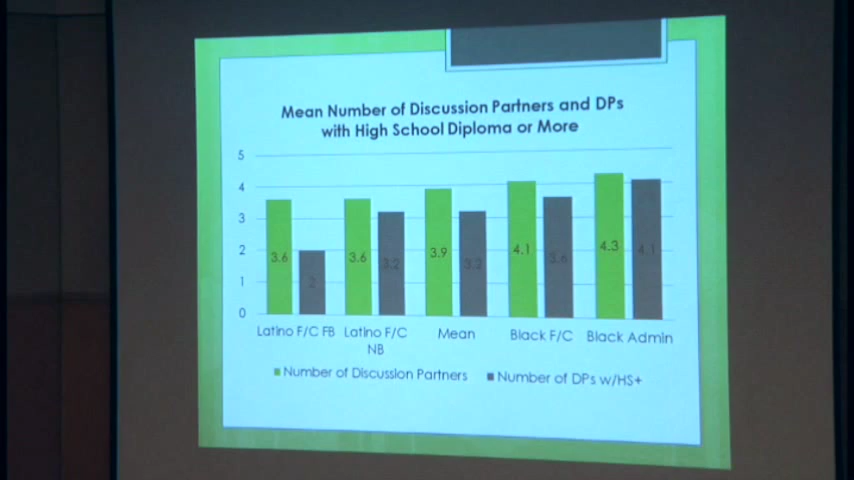 Mean Number of Discussion Partners and DPs
with High School Diploma or More
5
4
3
2
1
0
3.6
2
3.6
3.2
3.9
3.2
4.1
3.6
4.3
4.1
Latino F/C FB
Latino F/C
NB
Mean
Black F/C
Black Admin
Number of Discussion Partners
Number of DPs w/HS+